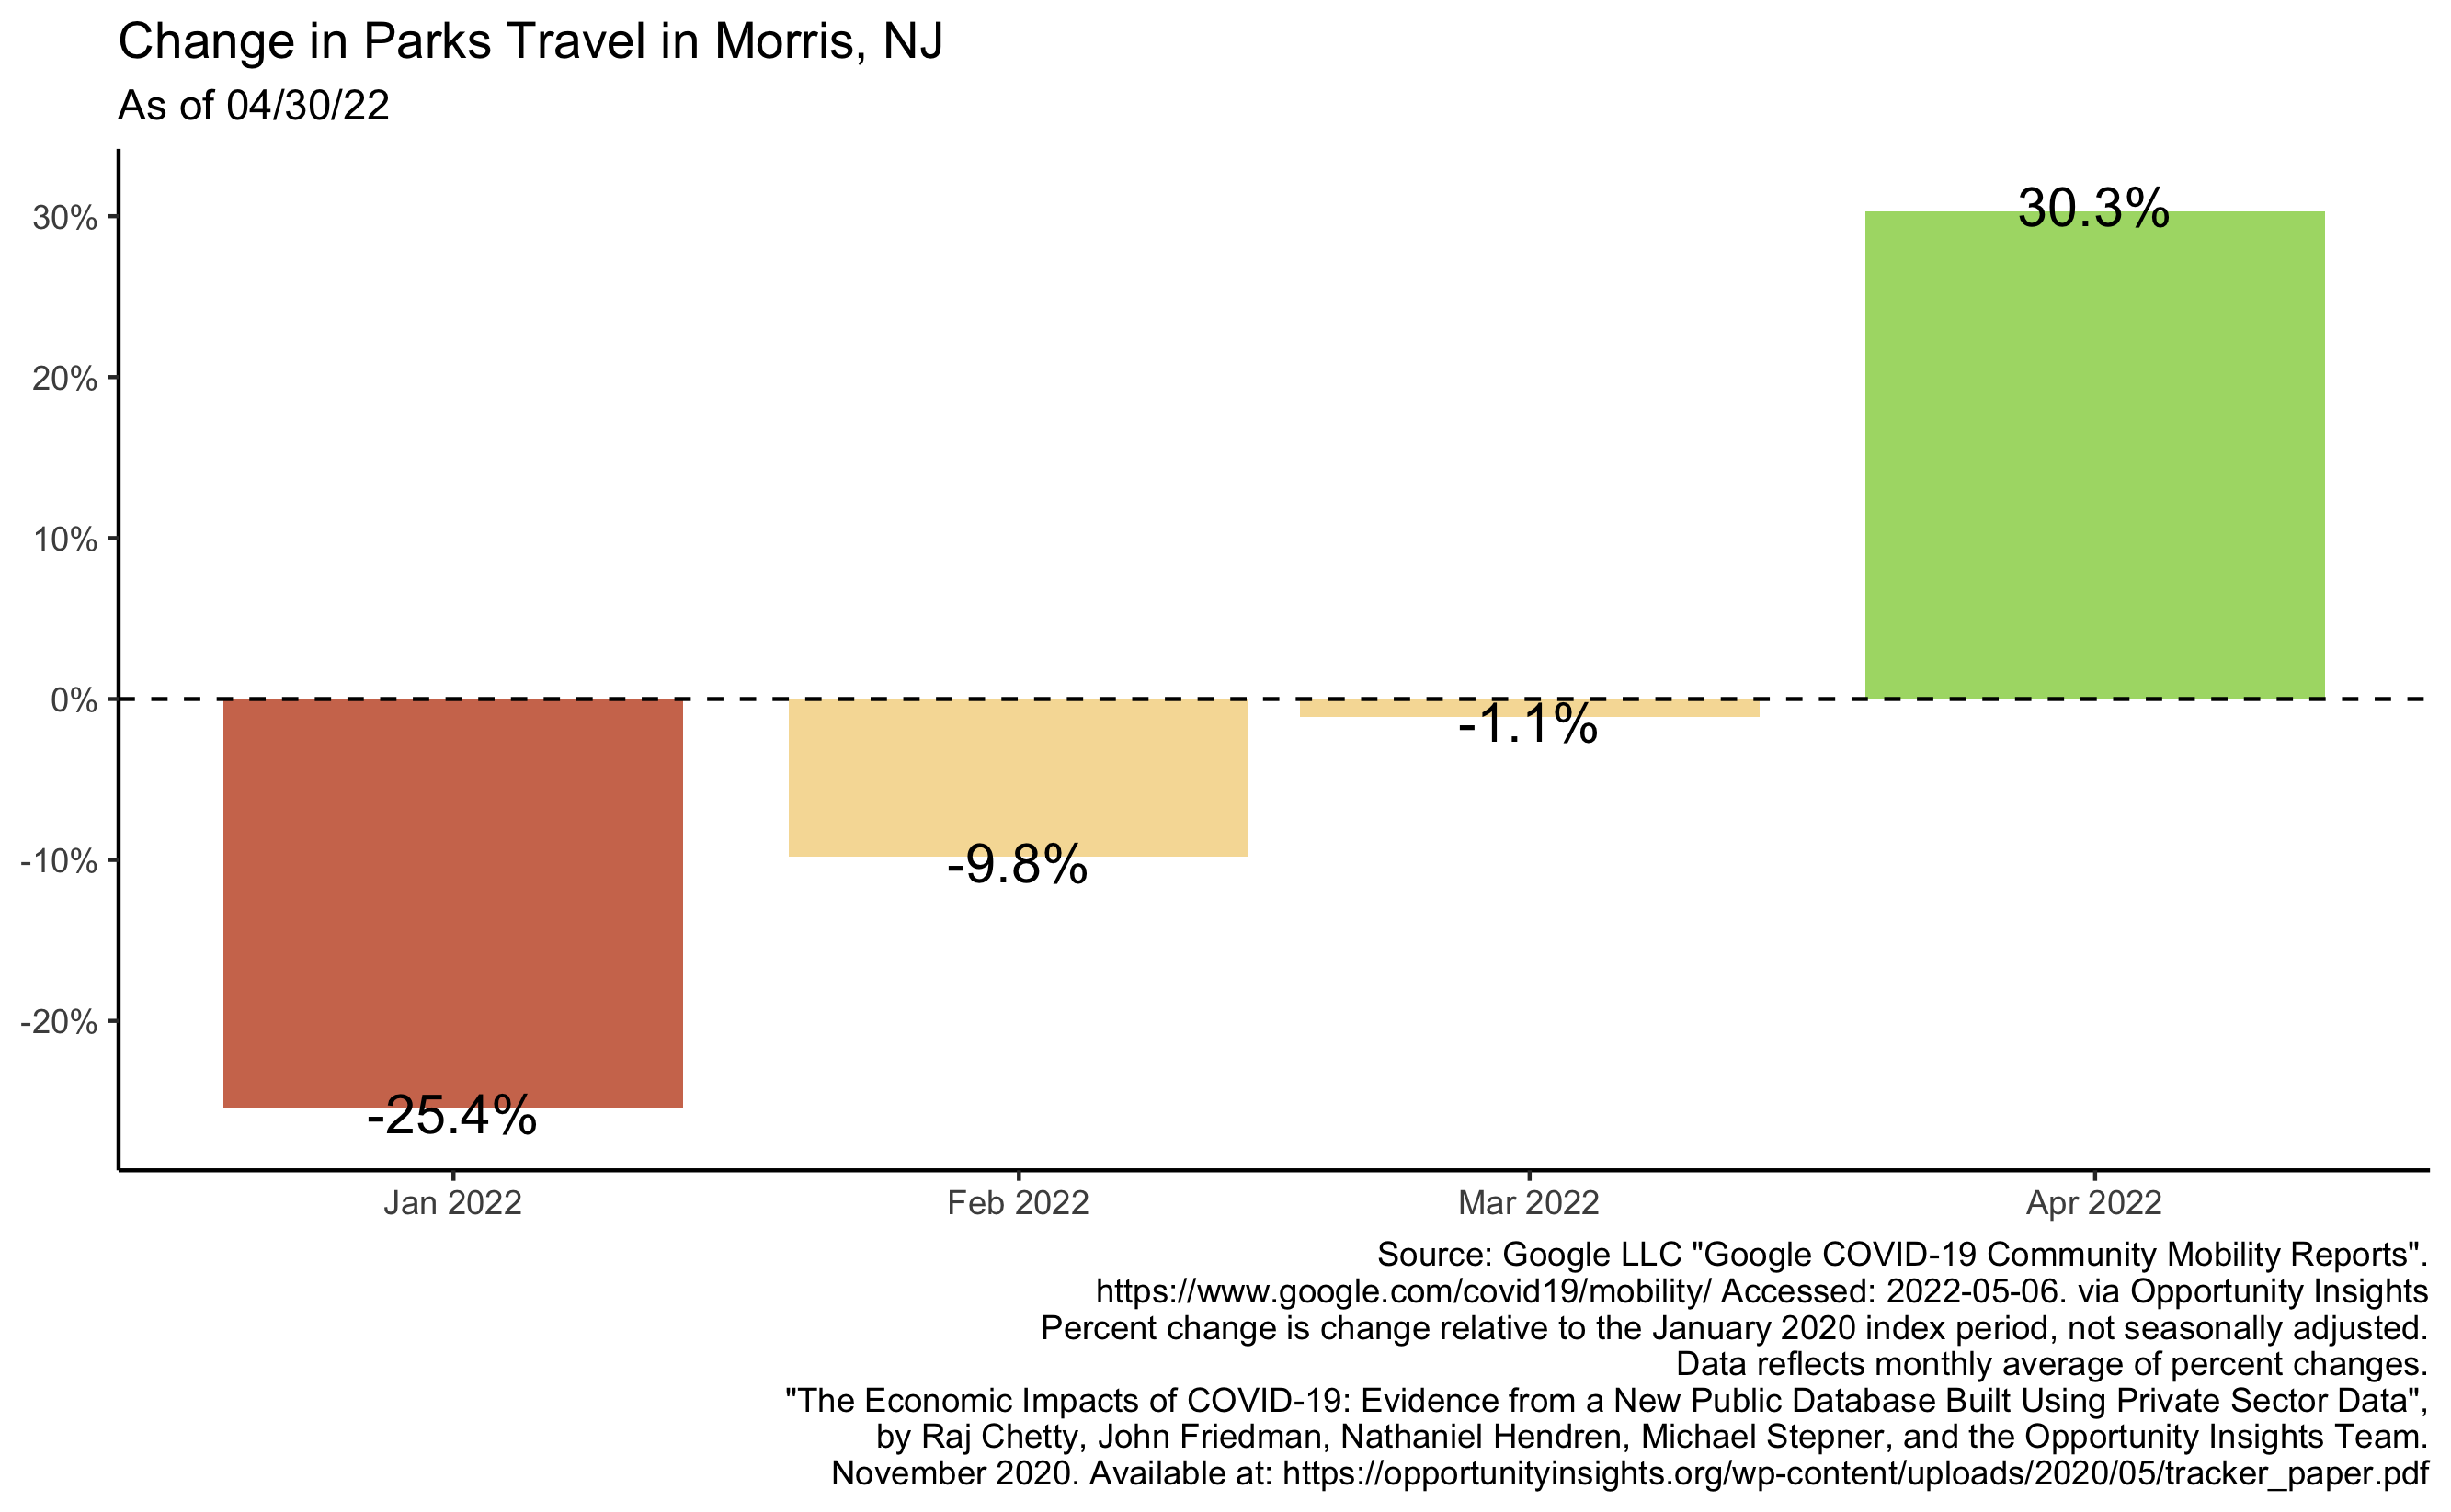 Change in Parks Travel in Morris, NJ
As of 04/30/22
30%
20%
10%
0%
-10%
-20%
-25.4%
-9.8%
-1.1%
30.3%
Jan 2022
Feb 2022
Mar 2022
Apr 2022
Source: Google LLC "Google COVID-19 Community Mobility Reports".
https://www.google.com/covid19/mobility/ Accessed: 2022-05-06. via Opportunity Insights
Percent change is change relative to the January 2020 index period, not seasonally adjusted.
Data reflects monthly average of percent changes.
"The Economic Impacts of COVID-19: Evidence from a New Public Database Built Using Private Sector Data",
by Raj Chetty, John Friedman, Nathaniel Hendren, Michael Stepner, and the Opportunity Insights Team.
November 2020. Available at: https://opportunityinsights.org/wp-content/uploads/2020/05/tracker_paper.pdf